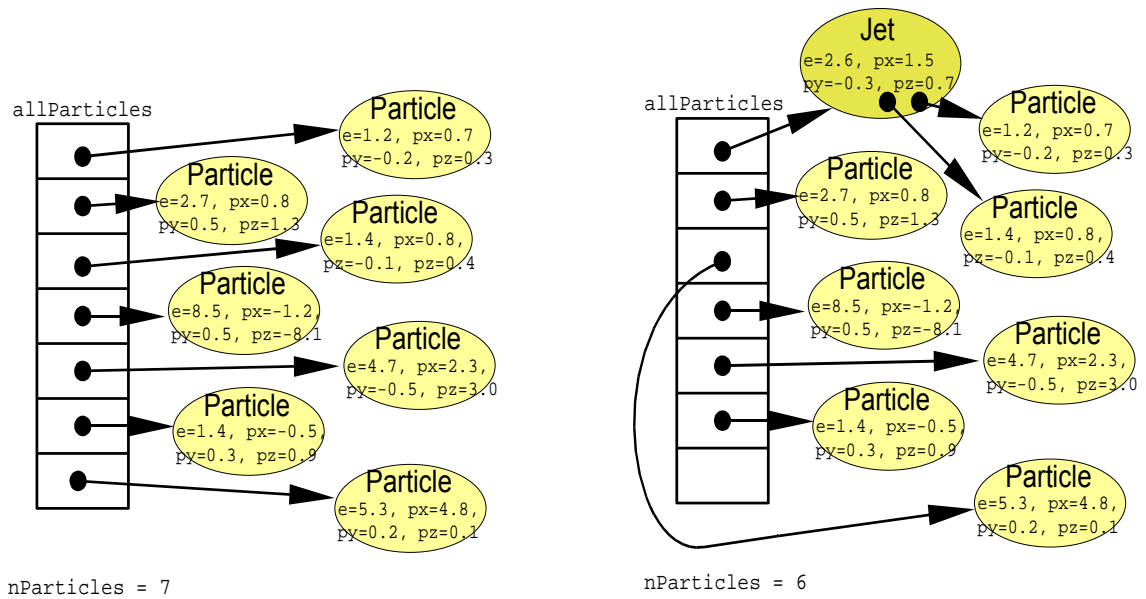 allParticles
Particle
e=1.2, px=0.7
py=−0.2, pz=0.3
Particle
e=2.7, px=0.8
py=0.5, pz=1.3
Particle
e=1.4, px=0.8,
pz=−0.1, pz=0.4
Particle
e=8.5, px=−1.2,
py=0.5, pz=−8.1
Particle
e=4.7, px=2.3,
py=−0.5, pz=3.0
Particle
e=1.4, px=−0.5,
py=0.3, pz=0.9
Particle
e=5.3, px=4.8,
py=0.2, pz=0.1
nParticles = 7
Jet
e=2.6, px=1.5
py=−0.3, pz=0.7
allParticles
Particle
e=1.2, px=0.7
py=−0.2, pz=0.3
Particle
e=2.7, px=0.8
py=0.5, pz=1.3
Particle
e=1.4, px=0.8,
pz=−0.1, pz=0.4
Particle
e=8.5, px=−1.2,
py=0.5, pz=−8.1
Particle
e=4.7, px=2.3,
py=−0.5, pz=3.0
Particle
e=1.4, px=−0.5,
py=0.3, pz=0.9
Particle
e=5.3, px=4.8,
py=0.2, pz=0.1
nParticles = 6